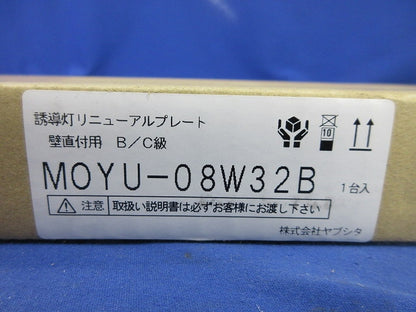 誘導灯リニューアルプレート
壁直付用 B／C級
10
MOYU-08W32B 1台入
注意 取扱い説明書は必ずお客様にお渡し下さい
株式会社ヤブシタ